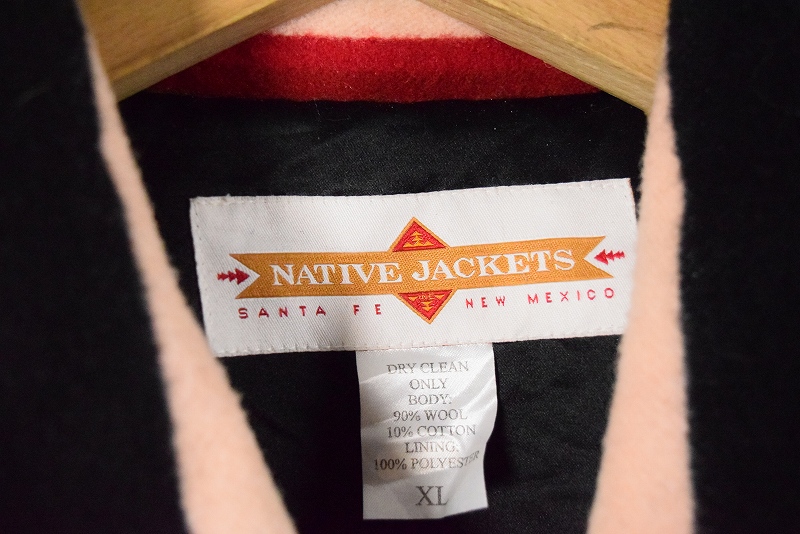 NATIVE JACKETS
SANTA FE NEW MEXICO
DRY CLEAN
ONLY
BODY:
90% WOOL
10% COTTON
LINING:
100% POLYESTER
XL